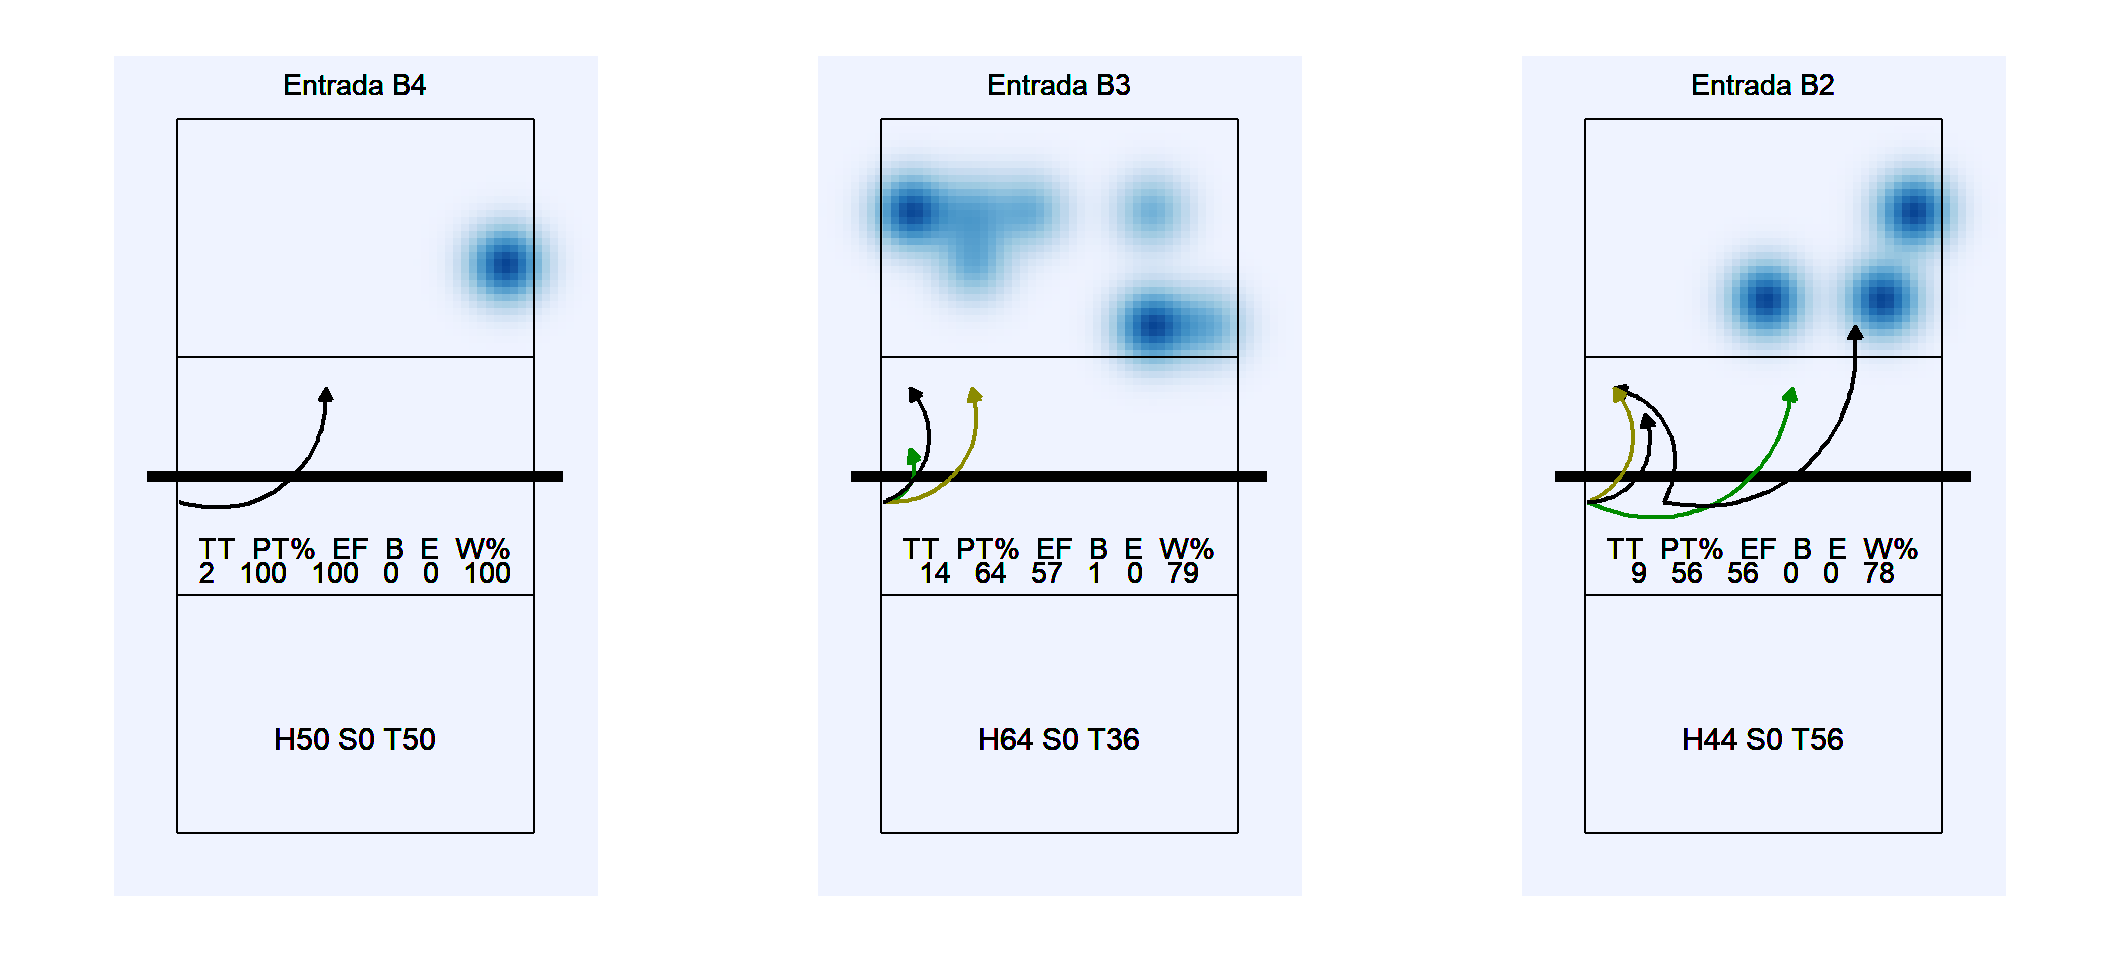 Entrada B4
TT PT% EF B E W%
2 100 100 0 0 100
H50 S0 T50
Entrada B3
TT PT% EF B E W%
14 64 57 1 0 79
H64 S0 T36
Entrada B2
TT PT% EF B E W%
9 56 56 0 0 78
H44 S0 T56